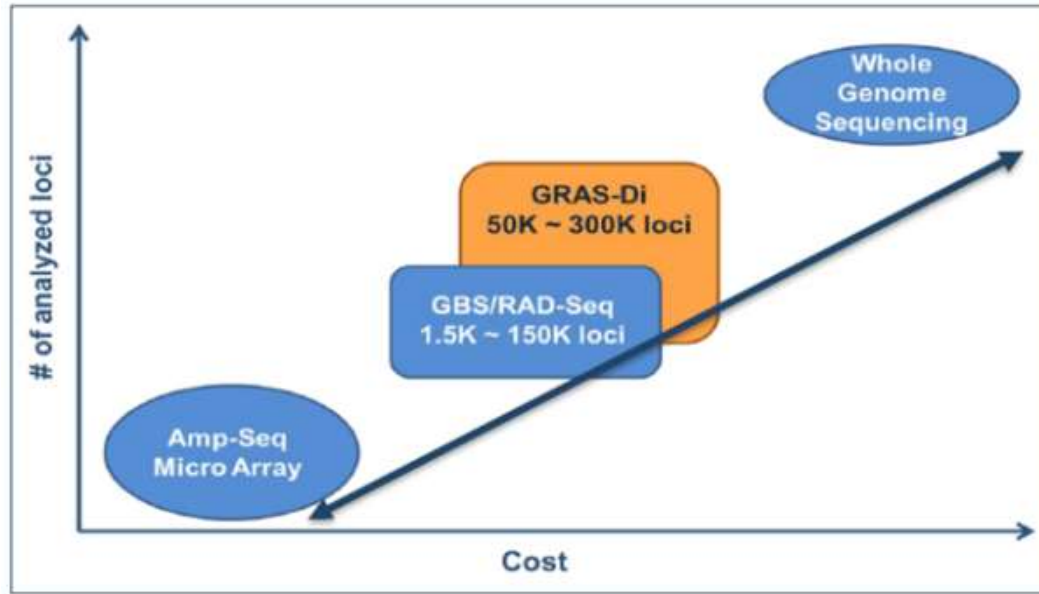 # of analyzed loci
Whole
Genome
Sequencing
GRAS-Di
50K ~ 300K loci
GBS/RAD-Seq
1.5K ~ 150K loci
Amp-Seq
Micro Array
Cost